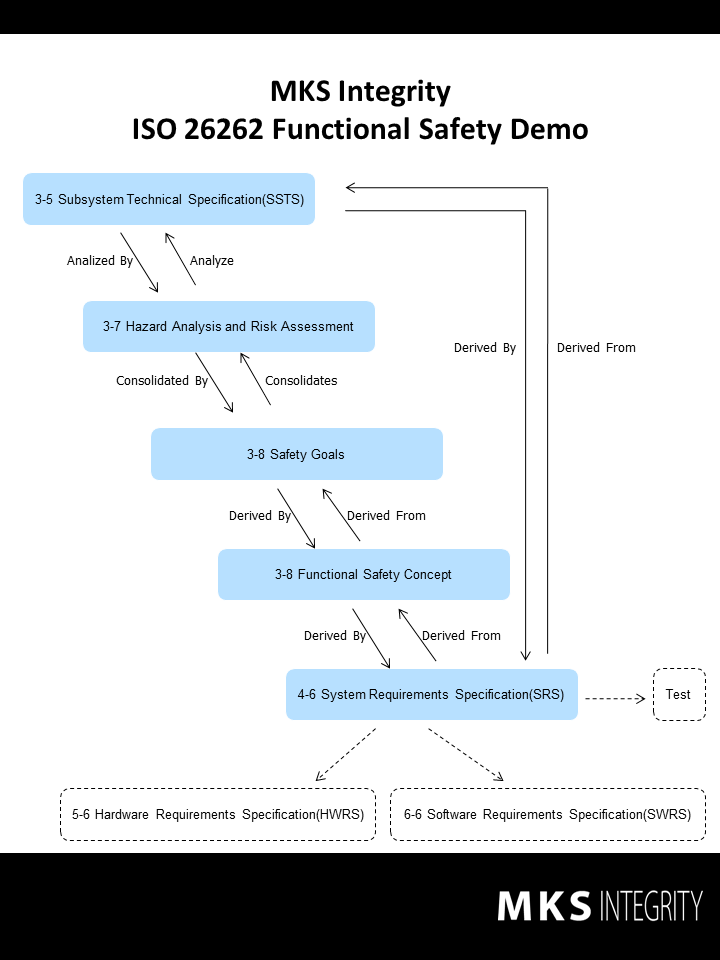 MKS Integrity
ISO 26262 Functional Safety Demo
3-5 Subsystem Technical Specification(SSTS)
Analized By
Analyze
3-7 Hazard Analysis and Risk Assessment
Derived By
Derived From
Consolidated By
Consolidates
3-8 Safety Goals
Derived By
Derived From
3-8 Functional Safety Concept
Derived By
Derived From
4-6 System Requirements Specification(SRS)
Test
5-6 Hardware Requirements Specification(HWRS)
6-6 Software Requirements Specification(SWRS)
MKS INTEGRITY